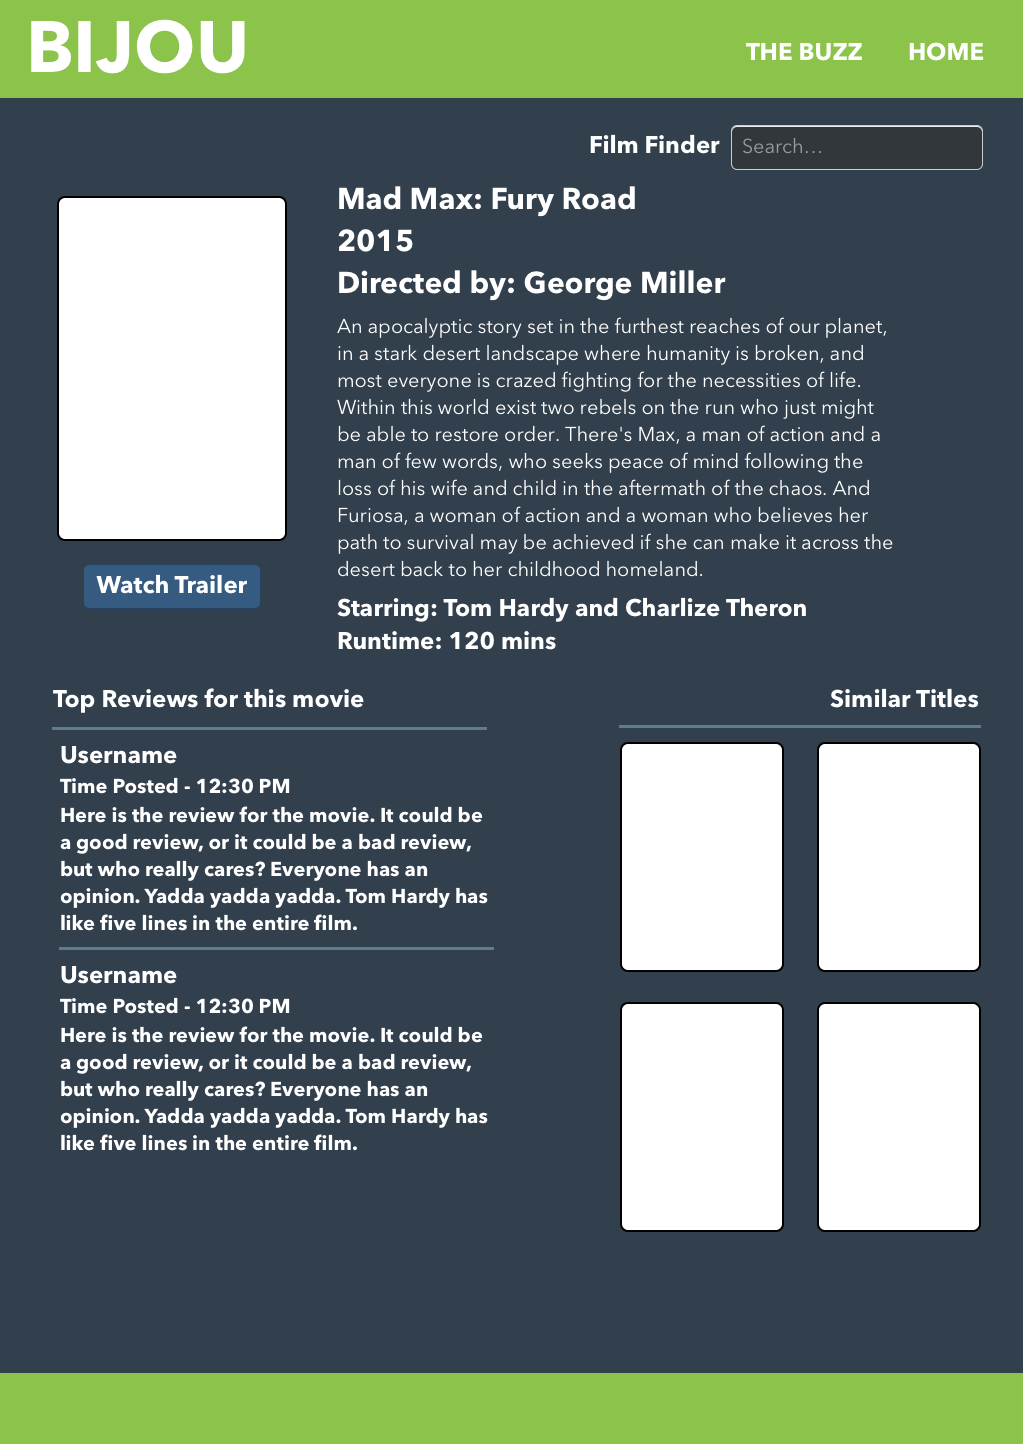 BIJOU
THE BUZZ
HOME
Film Finder
Search...
Mad Max: Fury Road
2015
Directed by: George Miller
An apocalyptic story set in the furthest reaches of our planet,
in a stark desert landscape where humanity is broken, and
most everyone is crazed fighting for the necessities of life.
Within this world exist two rebels on the run who just might
be able to restore order. There's Max, a man of action and a
man of few words, who seeks peace of mind following the
loss of his wife and child in the aftermath of the chaos. And
Furiosa, a woman of action and a woman who believes her
path to survival may be achieved if she can make it across the
desert back to her childhood homeland.
Watch Trailer
Starring: Tom Hardy and Charlize Theron
Runtime: 120 mins
Top Reviews for this movie
Username
Time Posted - 12:30 PM
Here is the review for the movie. It could be
a good review, or it could be a bad review,
but who really cares? Everyone has an
opinion. Yadda yadda yadda. Tom Hardy has
like five lines in the entire film.
Username
Time Posted - 12:30 PM
Here is the review for the movie. It could be
a good review, or it could be a bad review,
but who really cares? Everyone has an
opinion. Yadda yadda yadda. Tom Hardy has
like five lines in the entire film.
Similar Titles